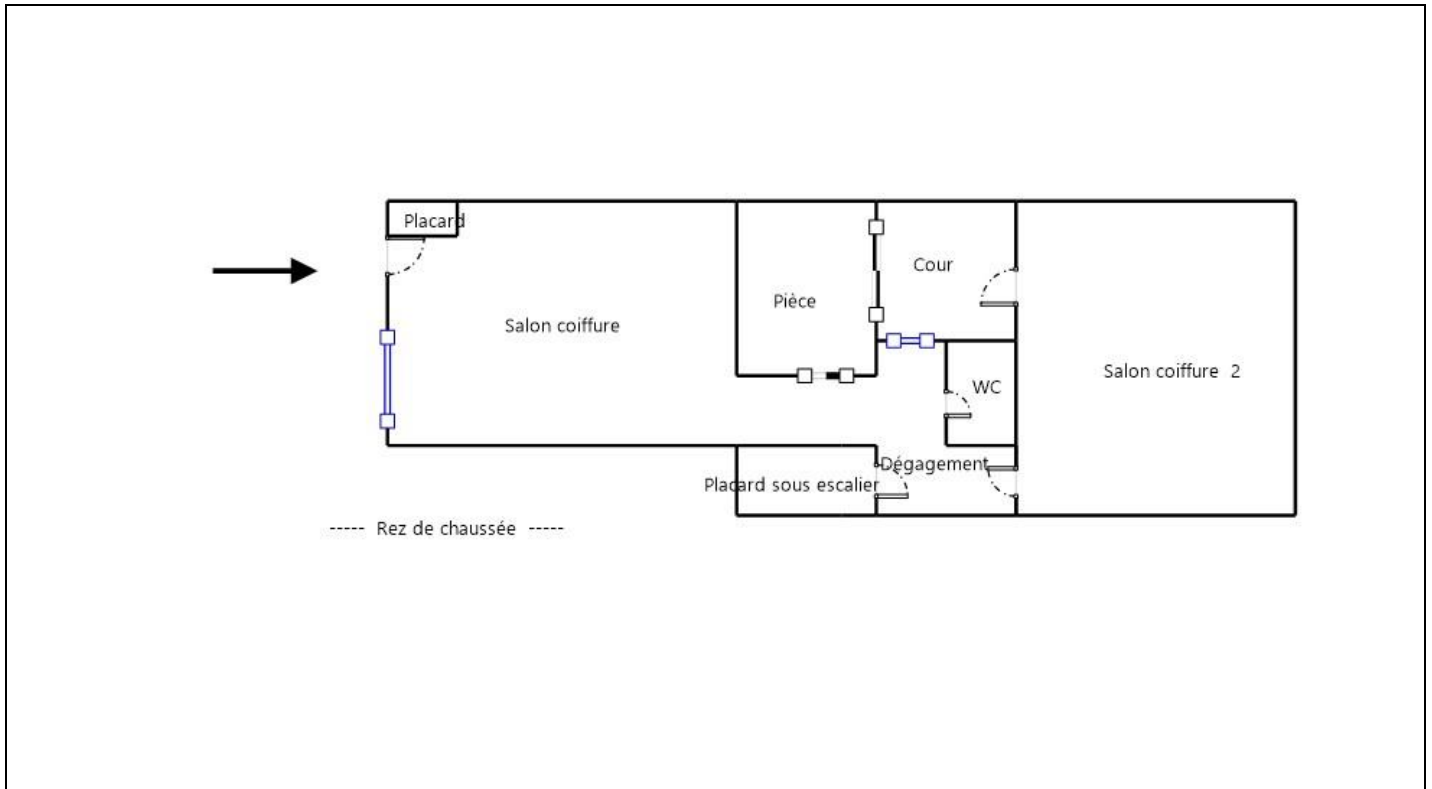 Placard
Cour
Pièce
Salon coiffure
Salon coiffure 2
WC
Dégagement
Placard sous escalier
----- Rez de chaussée -----